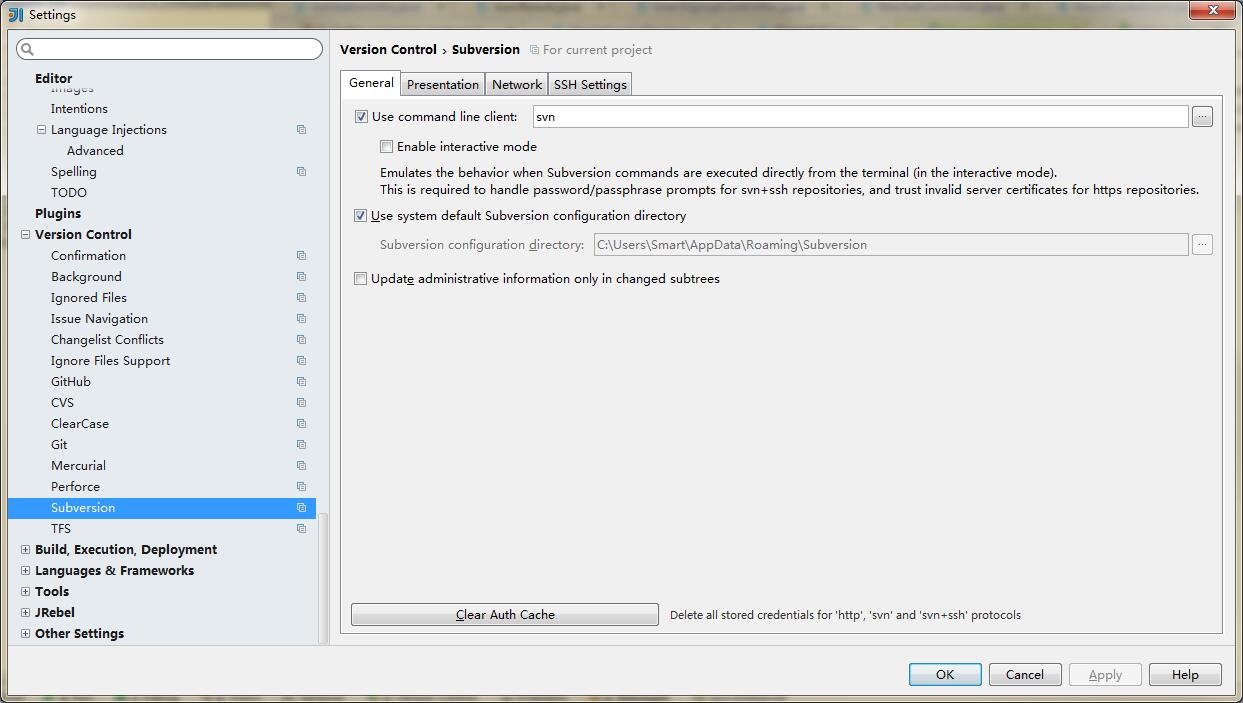 Settings
Version Control › Subversion For current project
Editor
Images
Intentions
Language Injections
Advanced
Spelling
TODO
Plugins
Version Control
Confirmation
Background
Ignored Files
Issue Navigation
Changelist Conflicts
Ignore Files Support
GitHub
CVS
ClearCase
Git
Mercurial
Perforce
Subversion
TFS
Build, Execution, Deployment
Languages & Frameworks
Tools
JRebel
Other Settings
General Presentation Network SSH Settings
Use command line client: svn ...
Enable interactive mode
Emulates the behavior when Subversion commands are executed directly from the terminal (in the interactive mode).
This is required to handle password/passphrase prompts for svn+ssh repositories, and trust invalid server certificates for https repositories.
Use system default Subversion configuration directory
Subversion configuration directory: C:\Users\Smart\AppData\Roaming\Subversion ...
Update administrative information only in changed subtrees
Clear Auth Cache Delete all stored credentials for 'http', 'svn' and 'svn+ssh' protocols
OK Cancel Apply Help